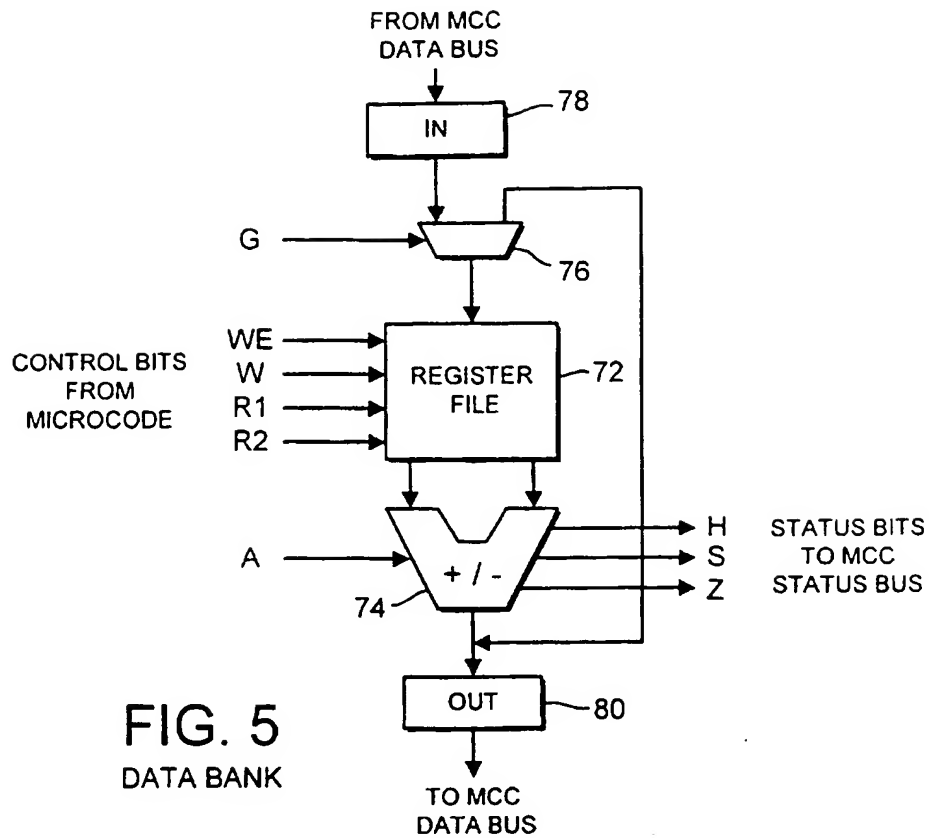 FROM MCC
DATA BUS
78
IN
G
76
CONTROL BITS
FROM
MICROCODE
WE
W
R1
R2
REGISTER
FILE
72
A
+ / -
74
H
S
Z
STATUS BITS
TO MCC
STATUS BUS
OUT
80
FIG. 5
DATA BANK
TO MCC
DATA BUS